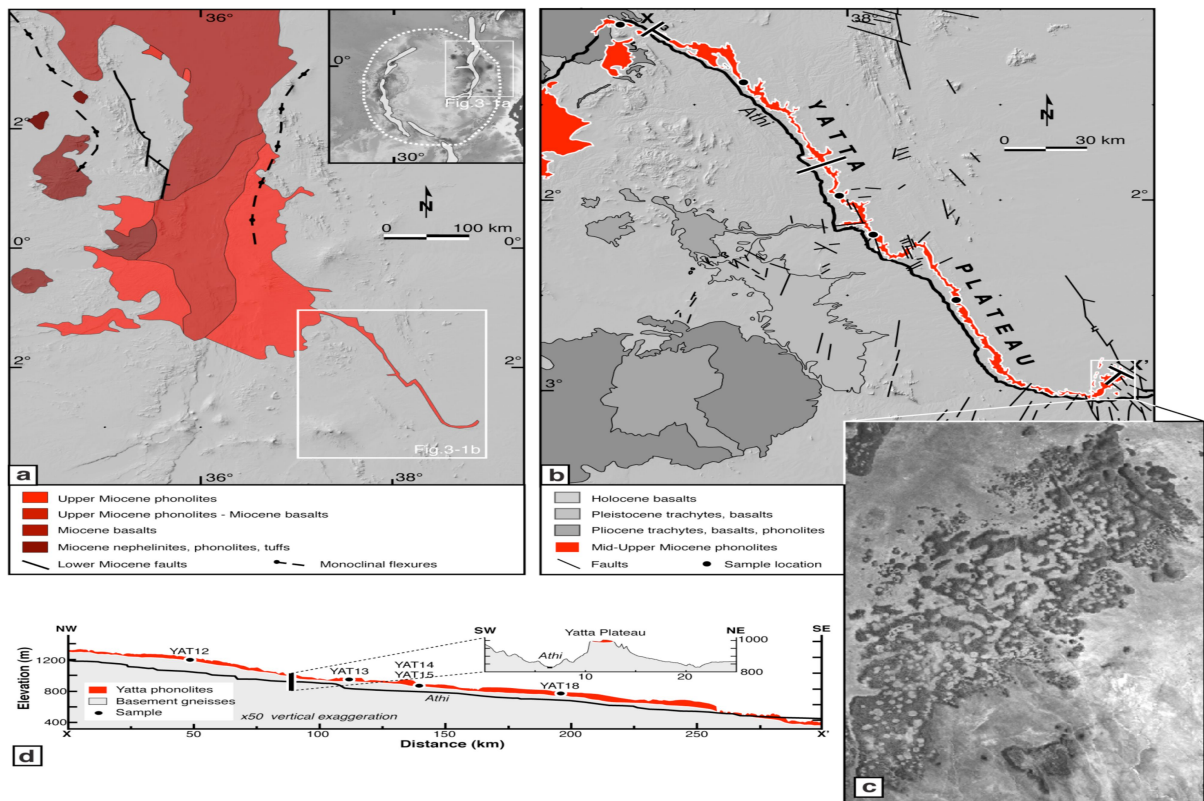 36°
0°
Fig.3-1a
30°
2°
N
0 100 km
0°
2°
2°
36°
38°
Fig.3-1b
a
Upper Miocene phonolites
Upper Miocene phonolites - Miocene basalts
Miocene basalts
Miocene nephelinites, phonolites, tuffs
Lower Miocene faults
Monoclinal flexures
X
38°
Athi
YATTA
N
0 30 km
2°
2°
PLATEAU
3°
X'
b
Holocene basalts
Pleistocene trachytes, basalts
Pliocene trachytes, basalts, phonolites
Mid-Upper Miocene phonolites
Faults
Sample location
c
NW
SW
Yatta Plateau
NE
SE
Elevation (m)
1200
800
400
YAT12
YAT13
YAT14
YAT15
YAT18
Athi
1000
800
10
20
Yatta phonolites
Basement gneisses
Sample
x50 vertical exaggeration
Athi
X
50
100
150
200
250
X'
Distance (km)
d